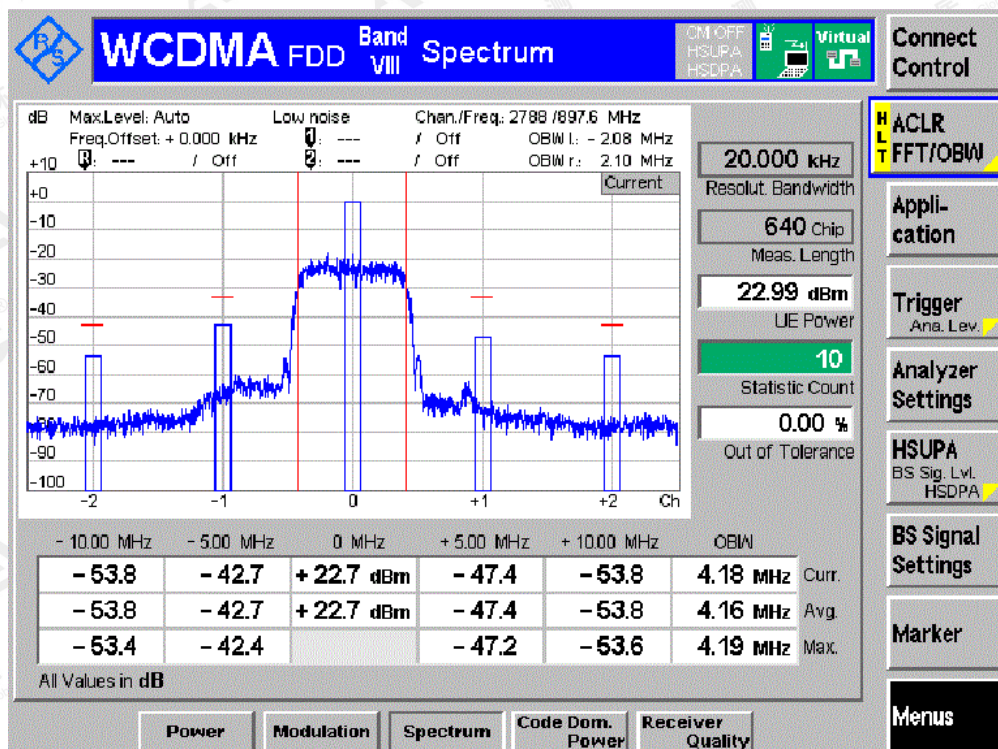 R&S
WCDMA FDD Band VIII Spectrum
CM OFF
HSUPA
HSDPA
Virtual
Connect Control
dB Max.Level: Auto Low noise Chan./Freq.: 2788 /897.6 MHz
Freq.Offset: + 0.000 kHz 1: --- / Off OBW l.: - 2.08 MHz
+10 R: --- / Off 2: --- / Off OBW r.: 2.10 MHz
Current
+0
-10
-20
-30
-40
-50
-60
-70
-80
-90
-100
-2 -1 0 +1 +2 Ch
20.000 kHz
Resolut. Bandwidth
640 Chip
Meas. Length
22.99 dBm
UE Power
10
Statistic Count
0.00 %
Out of Tolerance
- 10.00 MHz - 5.00 MHz 0 MHz + 5.00 MHz + 10.00 MHz OBW
- 53.8 - 42.7 + 22.7 dBm - 47.4 - 53.8 4.18 MHz Curr.
- 53.8 - 42.7 + 22.7 dBm - 47.4 - 53.8 4.16 MHz Avg.
- 53.4 - 42.4 - 47.2 - 53.6 4.19 MHz Max.
All Values in dB
HLT
ACLR
FFT/OBW
Appli-
cation
Trigger
Ana. Lev.
Analyzer
Settings
HSUPA
BS Sig. Lvl.
HSDPA
BS Signal
Settings
Marker
Menus
Power
Modulation
Spectrum
Code Dom.
Power
Receiver
Quality